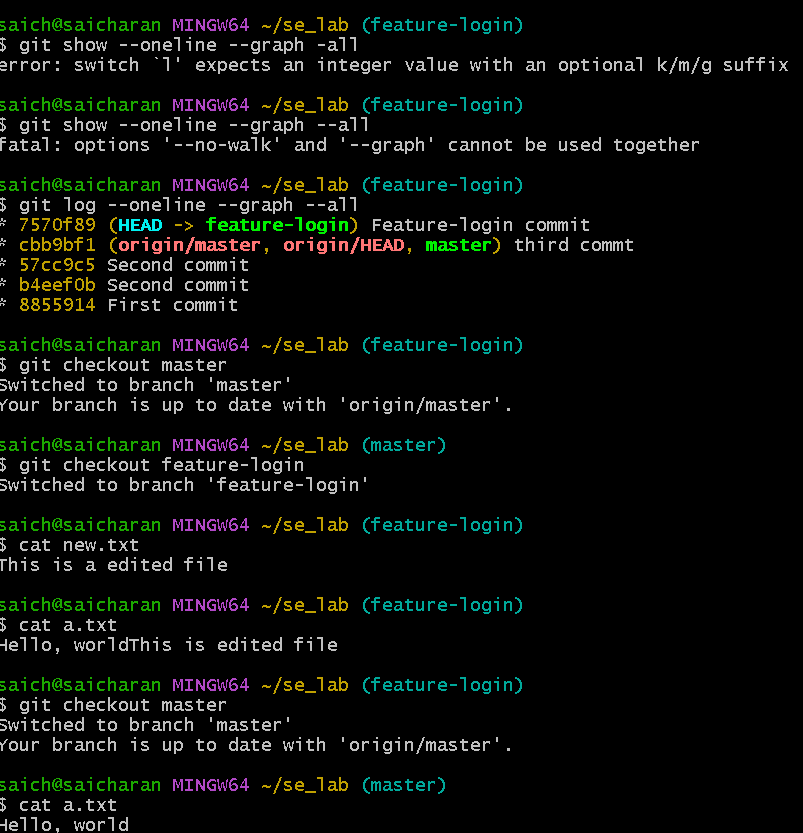 saich@saicharan MINGW64 ~/se_lab (feature-login)
$ git show --oneline --graph -all
error: switch `l' expects an integer value with an optional k/m/g suffix
saich@saicharan MINGW64 ~/se_lab (feature-login)
$ git show --oneline --graph --all
fatal: options '--no-walk' and '--graph' cannot be used together
saich@saicharan MINGW64 ~/se_lab (feature-login)
$ git log --oneline --graph --all
* 7570f89 (HEAD -> feature-login) Feature-login commit
* cbb9bf1 (origin/master, origin/HEAD, master) third commt
* 57cc9c5 Second commit
* b4eef0b Second commit
* 8855914 First commit
saich@saicharan MINGW64 ~/se_lab (feature-login)
$ git checkout master
Switched to branch 'master'
Your branch is up to date with 'origin/master'.
saich@saicharan MINGW64 ~/se_lab (master)
$ git checkout feature-login
Switched to branch 'feature-login'
saich@saicharan MINGW64 ~/se_lab (feature-login)
$ cat new.txt
This is a edited file
saich@saicharan MINGW64 ~/se_lab (feature-login)
$ cat a.txt
Hello, worldThis is edited file
saich@saicharan MINGW64 ~/se_lab (feature-login)
$ git checkout master
Switched to branch 'master'
Your branch is up to date with 'origin/master'.
saich@saicharan MINGW64 ~/se_lab (master)
$ cat a.txt
Hello, world